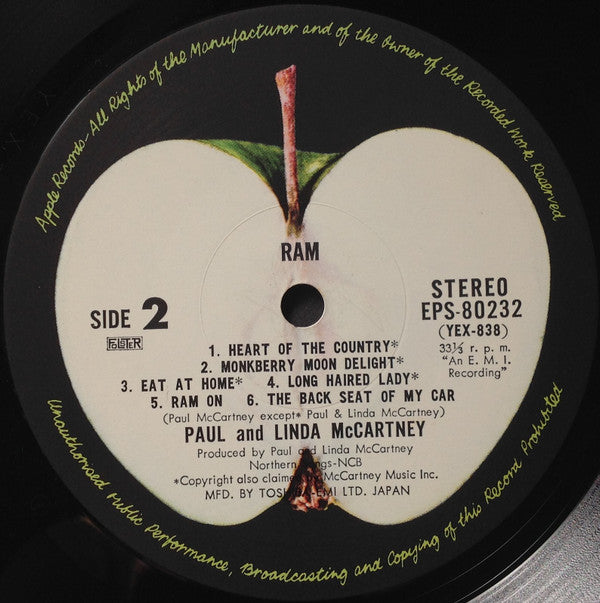 Apple Records-All Rights of the Manufacturer and of the Owner of the Recorded Work Reserved
RAM
SIDE 2
STEREO
EPS-80232
(YEX-838)
33⅓ r. p. m.
"An E. M. I.
Recording"
1. HEART OF THE COUNTRY*
2. MONKBERRY MOON DELIGHT*
3. EAT AT HOME* 4. LONG HAIRED LADY*
5. RAM ON 6. THE BACK SEAT OF MY CAR
(Paul McCartney except* Paul & Linda McCartney)
PAUL and LINDA McCARTNEY
Produced by Paul and Linda McCartney
Northern Songs-NCB
*Copyright also claimed McCartney Music Inc.
MFD. BY TOSHIBA-EMI LTD. JAPAN
Unauthorised Public Performance, Broadcasting and Copying of this Record Prohibited